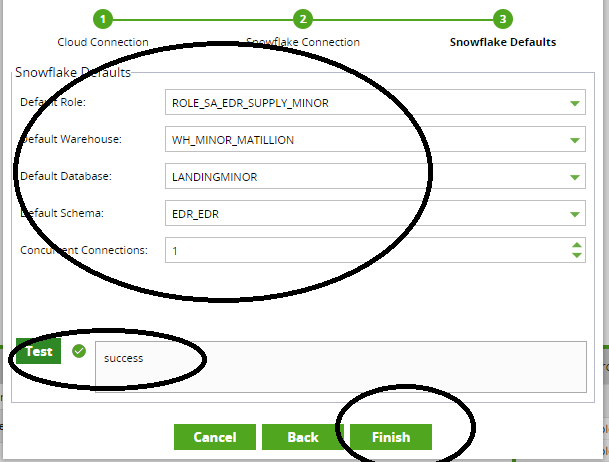 1 2 3
Cloud Connection Snowflake Connection Snowflake Defaults
Snowflake Defaults
Default Role: ROLE_SA_EDR_SUPPLY_MINOR
Default Warehouse: WH_MINOR_MATILLION
Default Database: LANDINGMINOR
Default Schema: EDR_EDR
Concurrent Connections: 1
Test success
Cancel Back Finish